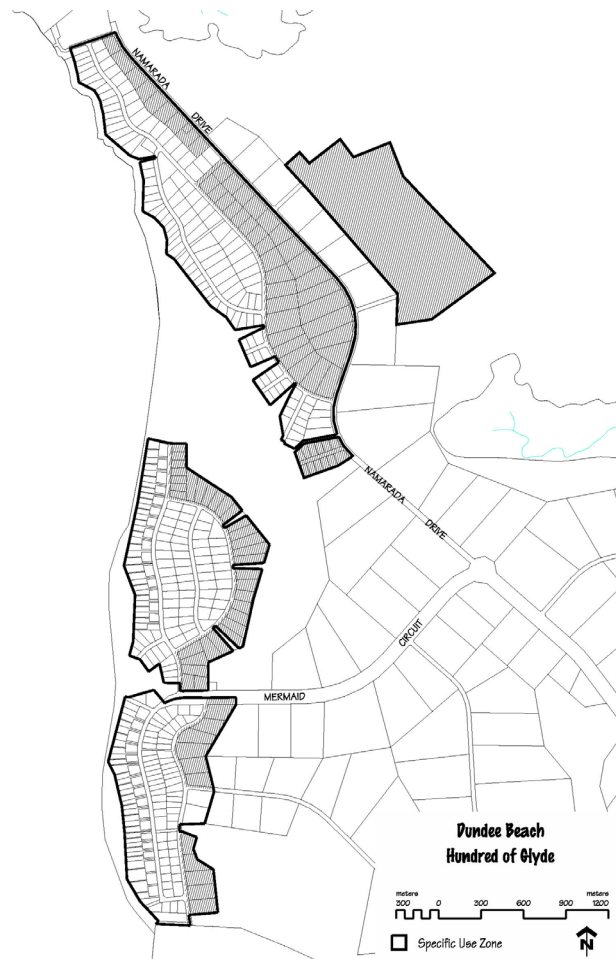 NAMARADA
DRIVE
NAMARADA
DRIVE
CIRCUIT
MERMAID
Dundee Beach
Hundred of Glyde
meters meters
300 0 300 600 900 1200
Specific Use Zone
N